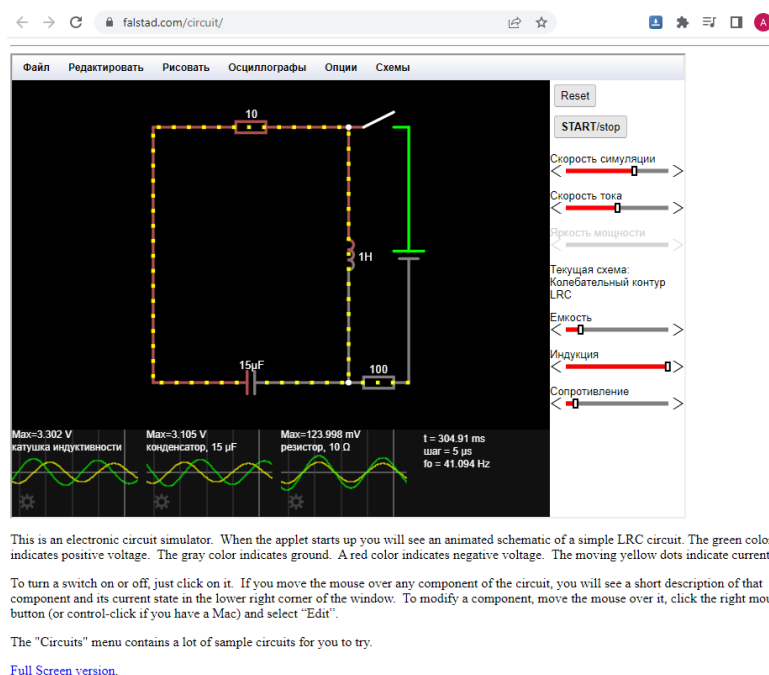 falstad.com/circuit/
A
Файл Редактировать Рисовать Осциллографы Опции Схемы
Reset
START/stop
Скорость симуляции
Скорость тока
Яркость мощности
Текущая схема:
Колебательный контур
LRC
Емкость
Индукция
Сопротивление
10
1H
15µF
100
Max=3.302 V
катушка индуктивности
Max=3.105 V
конденсатор, 15 µF
Max=123.998 mV
резистор, 10 Ω
t = 304.91 ms
шаг = 5 µs
fo = 41.094 Hz
This is an electronic circuit simulator. When the applet starts up you will see an animated schematic of a simple LRC circuit. The green colo
indicates positive voltage. The gray color indicates ground. A red color indicates negative voltage. The moving yellow dots indicate current
To turn a switch on or off, just click on it. If you move the mouse over any component of the circuit, you will see a short description of that
component and its current state in the lower right corner of the window. To modify a component, move the mouse over it, click the right mou
button (or control-click if you have a Mac) and select “Edit”.
The "Circuits" menu contains a lot of sample circuits for you to try.
Full Screen version.